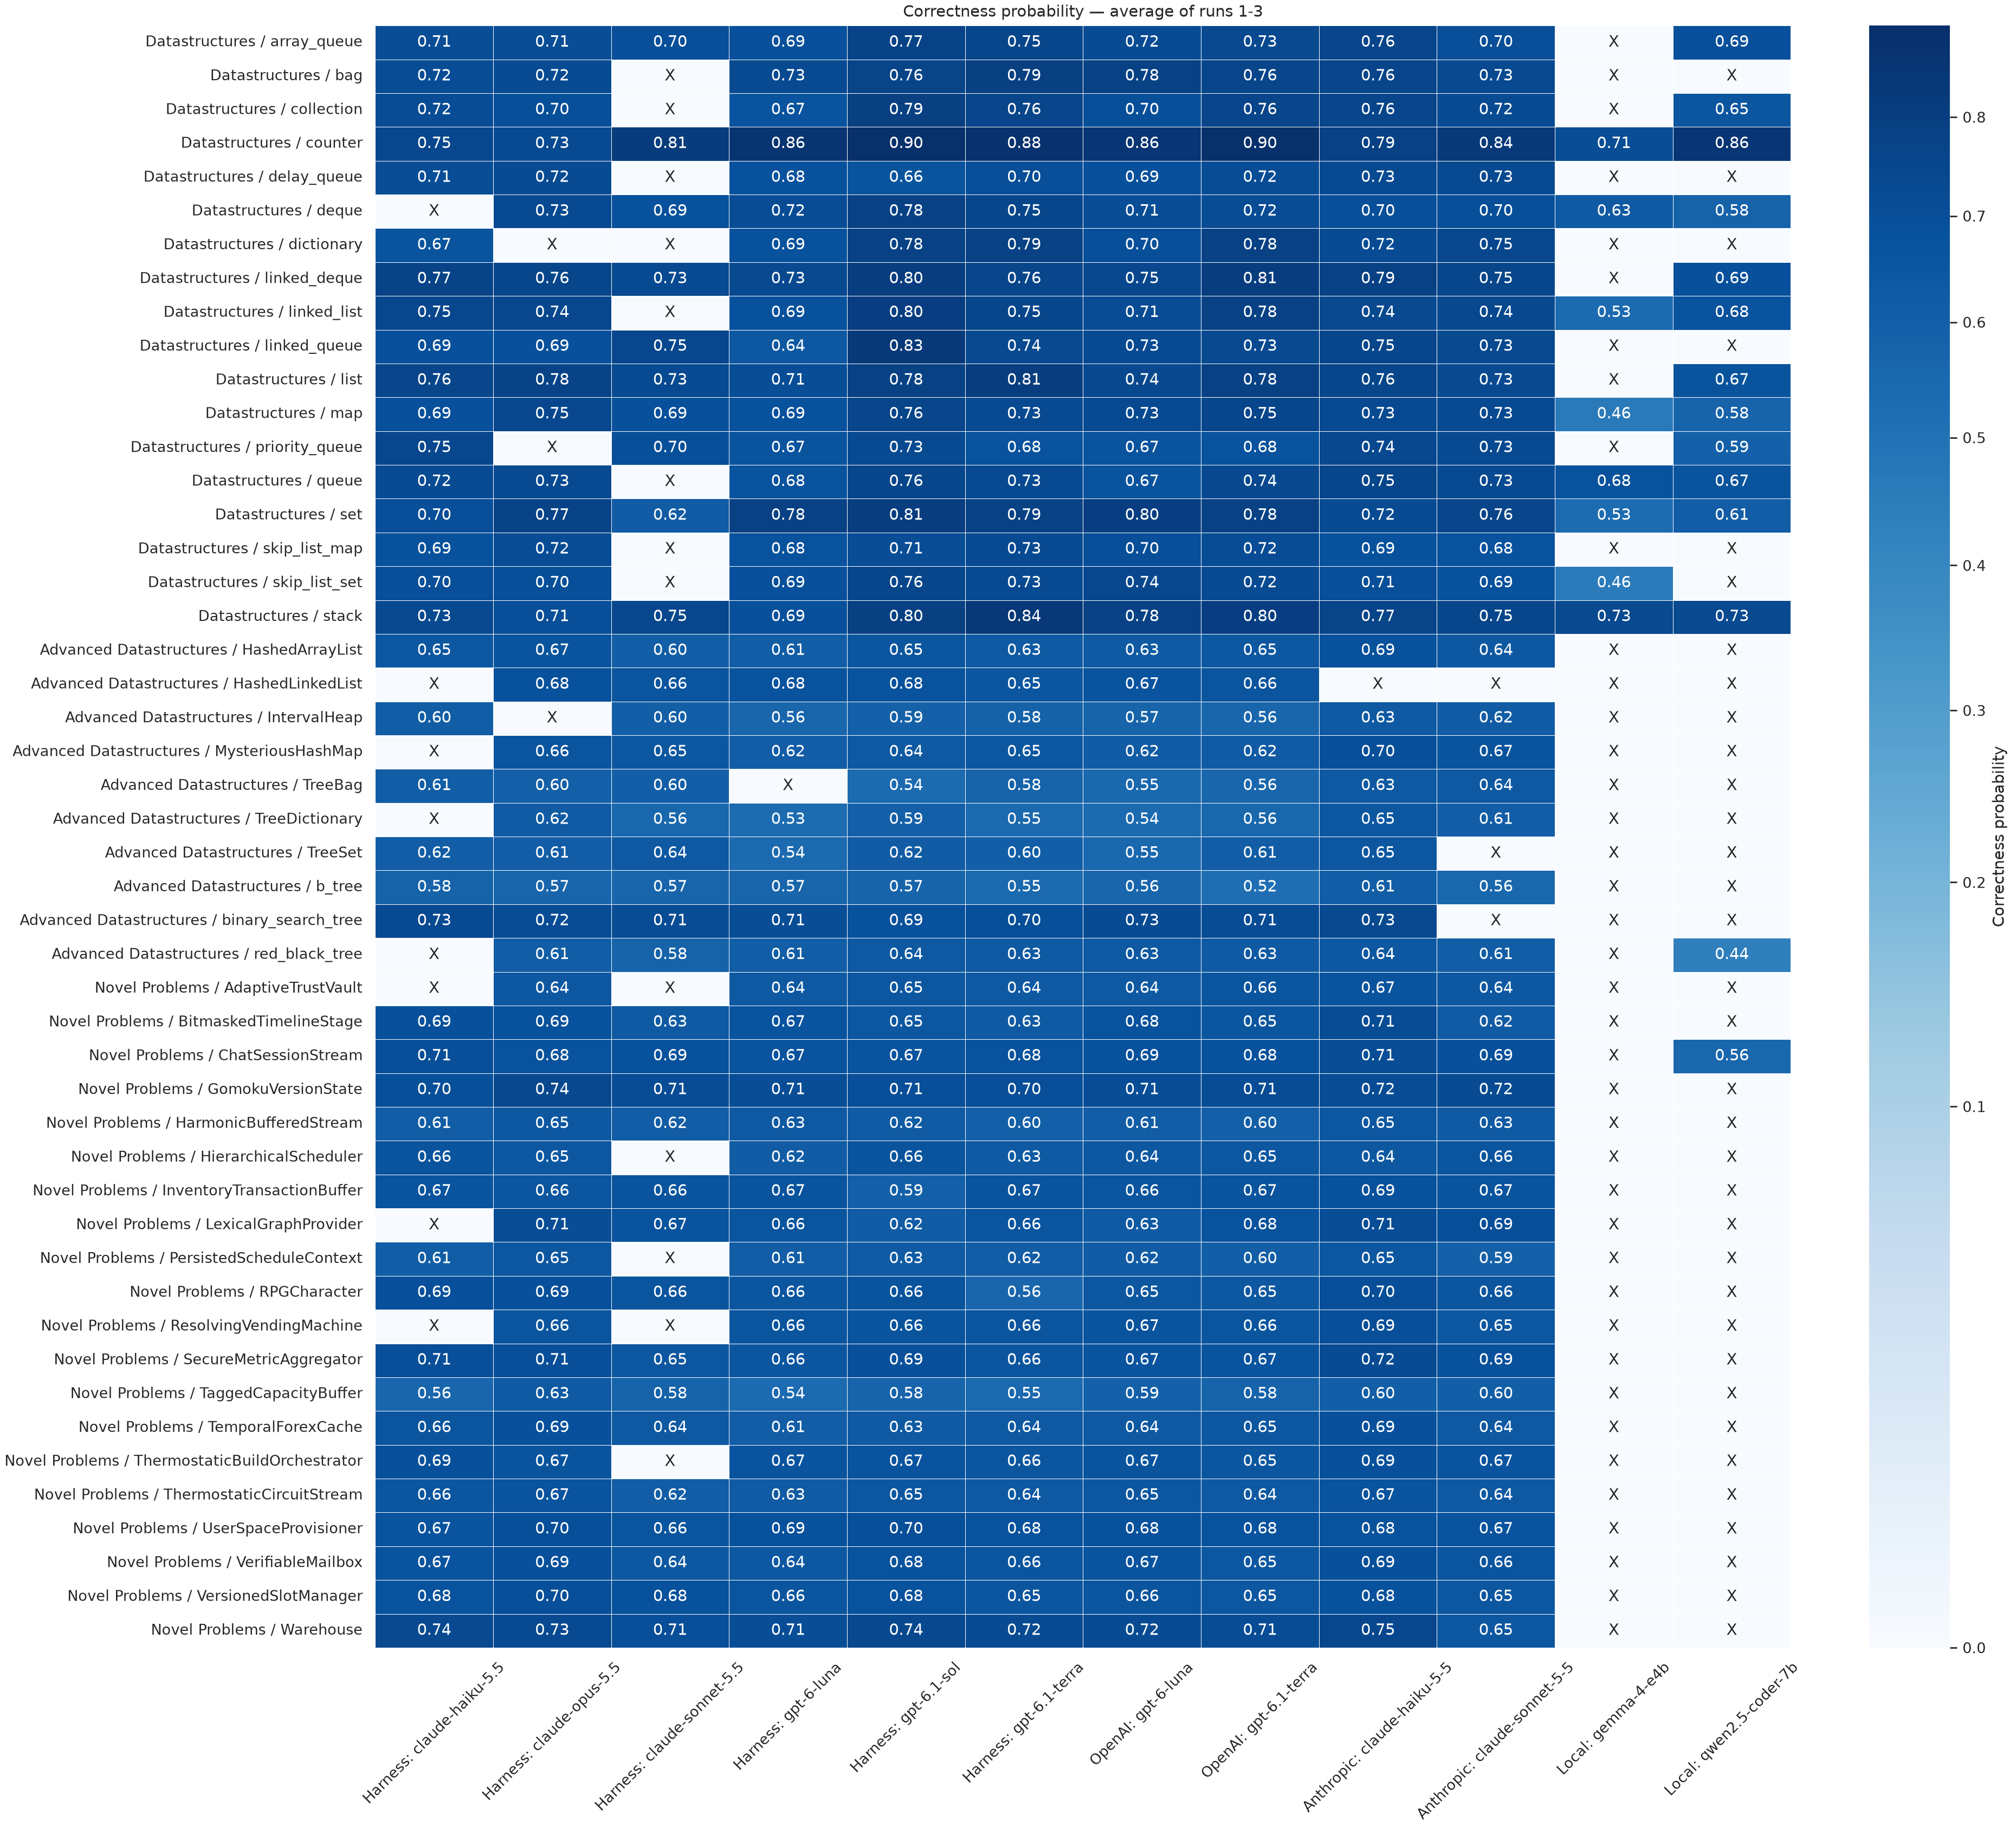 Correctness probability — average of runs 1-3
Datastructures / array_queue 0.71 0.71 0.70 0.69 0.77 0.75 0.72 0.73 0.76 0.70 X 0.69
Datastructures / bag 0.72 0.72 X 0.73 0.76 0.79 0.78 0.76 0.76 0.73 X X
Datastructures / collection 0.72 0.70 X 0.67 0.79 0.76 0.70 0.76 0.76 0.72 X 0.65
Datastructures / counter 0.75 0.73 0.81 0.86 0.90 0.88 0.86 0.90 0.79 0.84 0.71 0.86
Datastructures / delay_queue 0.71 0.72 X 0.68 0.66 0.70 0.69 0.72 0.73 0.73 X X
Datastructures / deque X 0.73 0.69 0.72 0.78 0.75 0.71 0.72 0.70 0.70 0.63 0.58
Datastructures / dictionary 0.67 X X 0.69 0.78 0.79 0.70 0.78 0.72 0.75 X X
Datastructures / linked_deque 0.77 0.76 0.73 0.73 0.80 0.76 0.75 0.81 0.79 0.75 X 0.69
Datastructures / linked_list 0.75 0.74 X 0.69 0.80 0.75 0.71 0.78 0.74 0.74 0.53 0.68
Datastructures / linked_queue 0.69 0.69 0.75 0.64 0.83 0.74 0.73 0.73 0.75 0.73 X X
Datastructures / list 0.76 0.78 0.73 0.71 0.78 0.81 0.74 0.78 0.76 0.73 X 0.67
Datastructures / map 0.69 0.75 0.69 0.69 0.76 0.73 0.73 0.75 0.73 0.73 0.46 0.58
Datastructures / priority_queue 0.75 X 0.70 0.67 0.73 0.68 0.67 0.68 0.74 0.73 X 0.59
Datastructures / queue 0.72 0.73 X 0.68 0.76 0.73 0.67 0.74 0.75 0.73 0.68 0.67
Datastructures / set 0.70 0.77 0.62 0.78 0.81 0.79 0.80 0.78 0.72 0.76 0.53 0.61
Datastructures / skip_list_map 0.69 0.72 X 0.68 0.71 0.73 0.70 0.72 0.69 0.68 X X
Datastructures / skip_list_set 0.70 0.70 X 0.69 0.76 0.73 0.74 0.72 0.71 0.69 0.46 X
Datastructures / stack 0.73 0.71 0.75 0.69 0.80 0.84 0.78 0.80 0.77 0.75 0.73 0.73
Advanced Datastructures / HashedArrayList 0.65 0.67 0.60 0.61 0.65 0.63 0.63 0.65 0.69 0.64 X X
Advanced Datastructures / HashedLinkedList X 0.68 0.66 0.68 0.68 0.65 0.67 0.66 X X X X
Advanced Datastructures / IntervalHeap 0.60 X 0.60 0.56 0.59 0.58 0.57 0.56 0.63 0.62 X X
Advanced Datastructures / MysteriousHashMap X 0.66 0.65 0.62 0.64 0.65 0.62 0.62 0.70 0.67 X X
Advanced Datastructures / TreeBag 0.61 0.60 0.60 X 0.54 0.58 0.55 0.56 0.63 0.64 X X
Advanced Datastructures / TreeDictionary X 0.62 0.56 0.53 0.59 0.55 0.54 0.56 0.65 0.61 X X
Advanced Datastructures / TreeSet 0.62 0.61 0.64 0.54 0.62 0.60 0.55 0.61 0.65 X X X
Advanced Datastructures / b_tree 0.58 0.57 0.57 0.57 0.57 0.55 0.56 0.52 0.61 0.56 X X
Advanced Datastructures / binary_search_tree 0.73 0.72 0.71 0.71 0.69 0.70 0.73 0.71 0.73 X X X
Advanced Datastructures / red_black_tree X 0.61 0.58 0.61 0.64 0.63 0.63 0.63 0.64 0.61 X 0.44
Novel Problems / AdaptiveTrustVault X 0.64 X 0.64 0.65 0.64 0.64 0.66 0.67 0.64 X X
Novel Problems / BitmaskedTimelineStage 0.69 0.69 0.63 0.67 0.65 0.63 0.68 0.65 0.71 0.62 X X
Novel Problems / ChatSessionStream 0.71 0.68 0.69 0.67 0.67 0.68 0.69 0.68 0.71 0.69 X 0.56
Novel Problems / GomokuVersionState 0.70 0.74 0.71 0.71 0.71 0.70 0.71 0.71 0.72 0.72 X X
Novel Problems / HarmonicBufferedStream 0.61 0.65 0.62 0.63 0.62 0.60 0.61 0.60 0.65 0.63 X X
Novel Problems / HierarchicalScheduler 0.66 0.65 X 0.62 0.66 0.63 0.64 0.65 0.64 0.66 X X
Novel Problems / InventoryTransactionBuffer 0.67 0.66 0.66 0.67 0.59 0.67 0.66 0.67 0.69 0.67 X X
Novel Problems / LexicalGraphProvider X 0.71 0.67 0.66 0.62 0.66 0.63 0.68 0.71 0.69 X X
Novel Problems / PersistedScheduleContext 0.61 0.65 X 0.61 0.63 0.62 0.62 0.60 0.65 0.59 X X
Novel Problems / RPGCharacter 0.69 0.69 0.66 0.66 0.66 0.56 0.65 0.65 0.70 0.66 X X
Novel Problems / ResolvingVendingMachine X 0.66 X 0.66 0.66 0.66 0.67 0.66 0.69 0.65 X X
Novel Problems / SecureMetricAggregator 0.71 0.71 0.65 0.66 0.69 0.66 0.67 0.67 0.72 0.69 X X
Novel Problems / TaggedCapacityBuffer 0.56 0.63 0.58 0.54 0.58 0.55 0.59 0.58 0.60 0.60 X X
Novel Problems / TemporalForexCache 0.66 0.69 0.64 0.61 0.63 0.64 0.64 0.65 0.69 0.64 X X
Novel Problems / ThermostaticBuildOrchestrator 0.69 0.67 X 0.67 0.67 0.66 0.67 0.65 0.69 0.67 X X
Novel Problems / ThermostaticCircuitStream 0.66 0.67 0.62 0.63 0.65 0.64 0.65 0.64 0.67 0.64 X X
Novel Problems / UserSpaceProvisioner 0.67 0.70 0.66 0.69 0.70 0.68 0.68 0.68 0.68 0.67 X X
Novel Problems / VerifiableMailbox 0.67 0.69 0.64 0.64 0.68 0.66 0.67 0.65 0.69 0.66 X X
Novel Problems / VersionedSlotManager 0.68 0.70 0.68 0.66 0.68 0.65 0.66 0.65 0.68 0.65 X X
Novel Problems / Warehouse 0.74 0.73 0.71 0.71 0.74 0.72 0.72 0.71 0.75 0.65 X X
Harness: claude-haiku-5.5
Harness: claude-opus-5.5
Harness: claude-sonnet-5.5
Harness: gpt-6-luna
Harness: gpt-6.1-sol
Harness: gpt-6.1-terra
OpenAI: gpt-6-luna
OpenAI: gpt-6.1-terra
Anthropic: claude-haiku-5-5
Anthropic: claude-sonnet-5-5
Local: gemma-4-e4b
Local: qwen2.5-coder-7b
0.8
0.7
0.6
0.5
0.4
0.3
0.2
0.1
0.0
Correctness probability